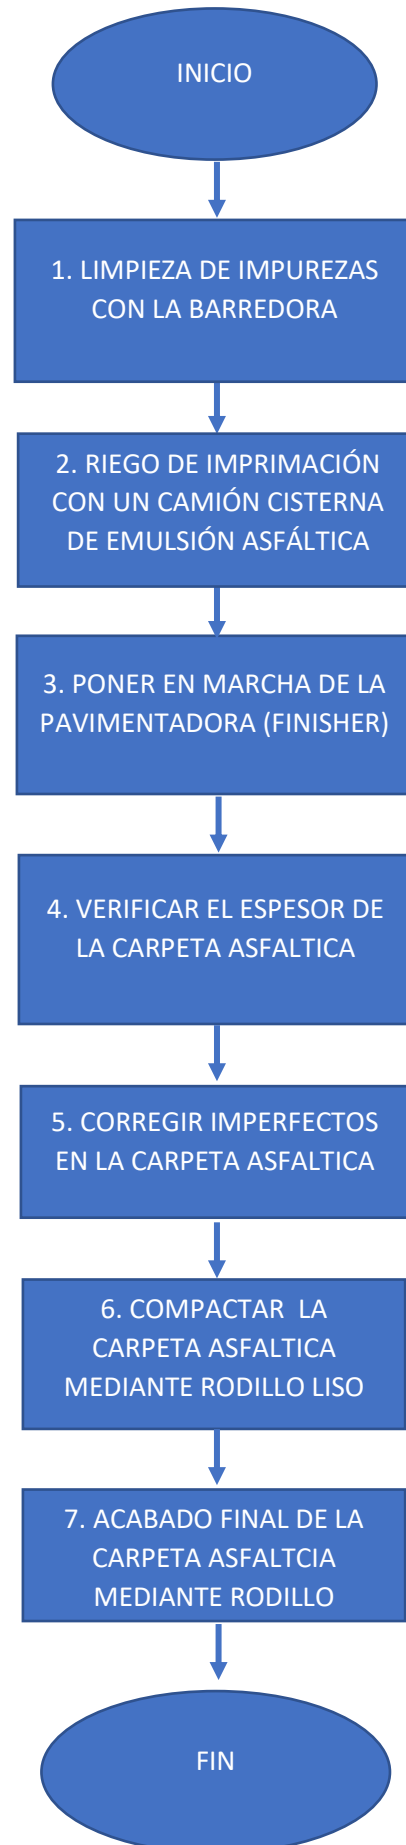 INICIO
1. LIMPIEZA DE IMPUREZAS
CON LA BARREDORA
2. RIEGO DE IMPRIMACIÓN
CON UN CAMIÓN CISTERNA
DE EMULSIÓN ASFÁLTICA
3. PONER EN MARCHA DE LA
PAVIMENTADORA (FINISHER)
4. VERIFICAR EL ESPESOR DE
LA CARPETA ASFALTICA
5. CORREGIR IMPERFECTOS
EN LA CARPETA ASFALTICA
6. COMPACTAR  LA
CARPETA ASFALTICA
MEDIANTE RODILLO LISO
7. ACABADO FINAL DE LA
CARPETA ASFALTCIA
MEDIANTE RODILLO
FIN